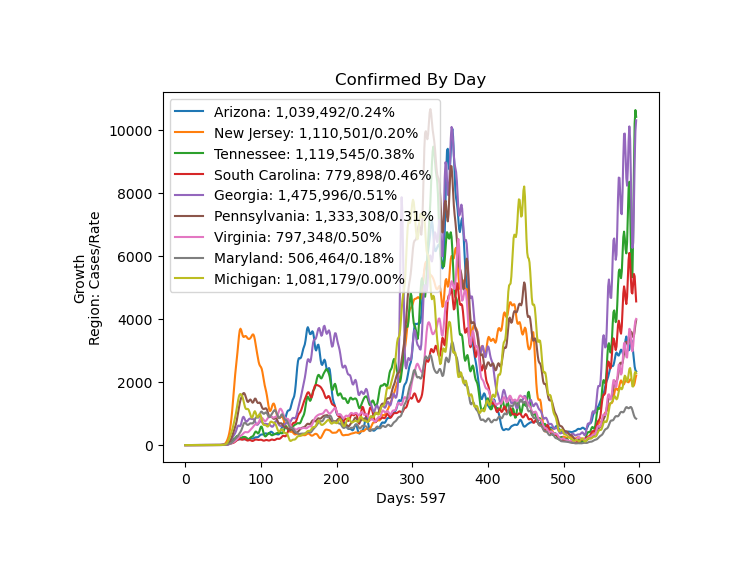 Confirmed By Day
Arizona: 1,039,492/0.24%
New Jersey: 1,110,501/0.20%
Tennessee: 1,119,545/0.38%
South Carolina: 779,898/0.46%
Georgia: 1,475,996/0.51%
Pennsylvania: 1,333,308/0.31%
Virginia: 797,348/0.50%
Maryland: 506,464/0.18%
Michigan: 1,081,179/0.00%
Growth
Region: Cases/Rate
10000
8000
6000
4000
2000
0
0 100 200 300 400 500 600
Days: 597